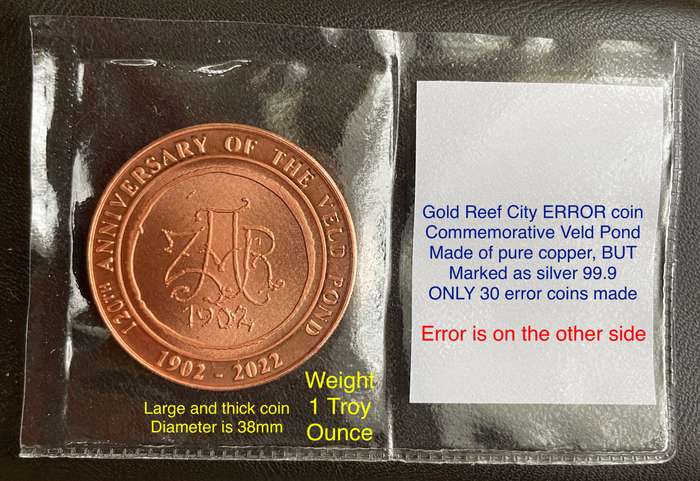 120TH ANNIVERSARY OF THE VELD POND
ZAR
1902
1902 - 2022
Large and thick coin
Diameter is 38mm
Weight
1 Troy
Ounce
Gold Reef City ERROR coin
Commemorative Veld Pond
Made of pure copper, BUT
Marked as silver 99.9
ONLY 30 error coins made
Error is on the other side